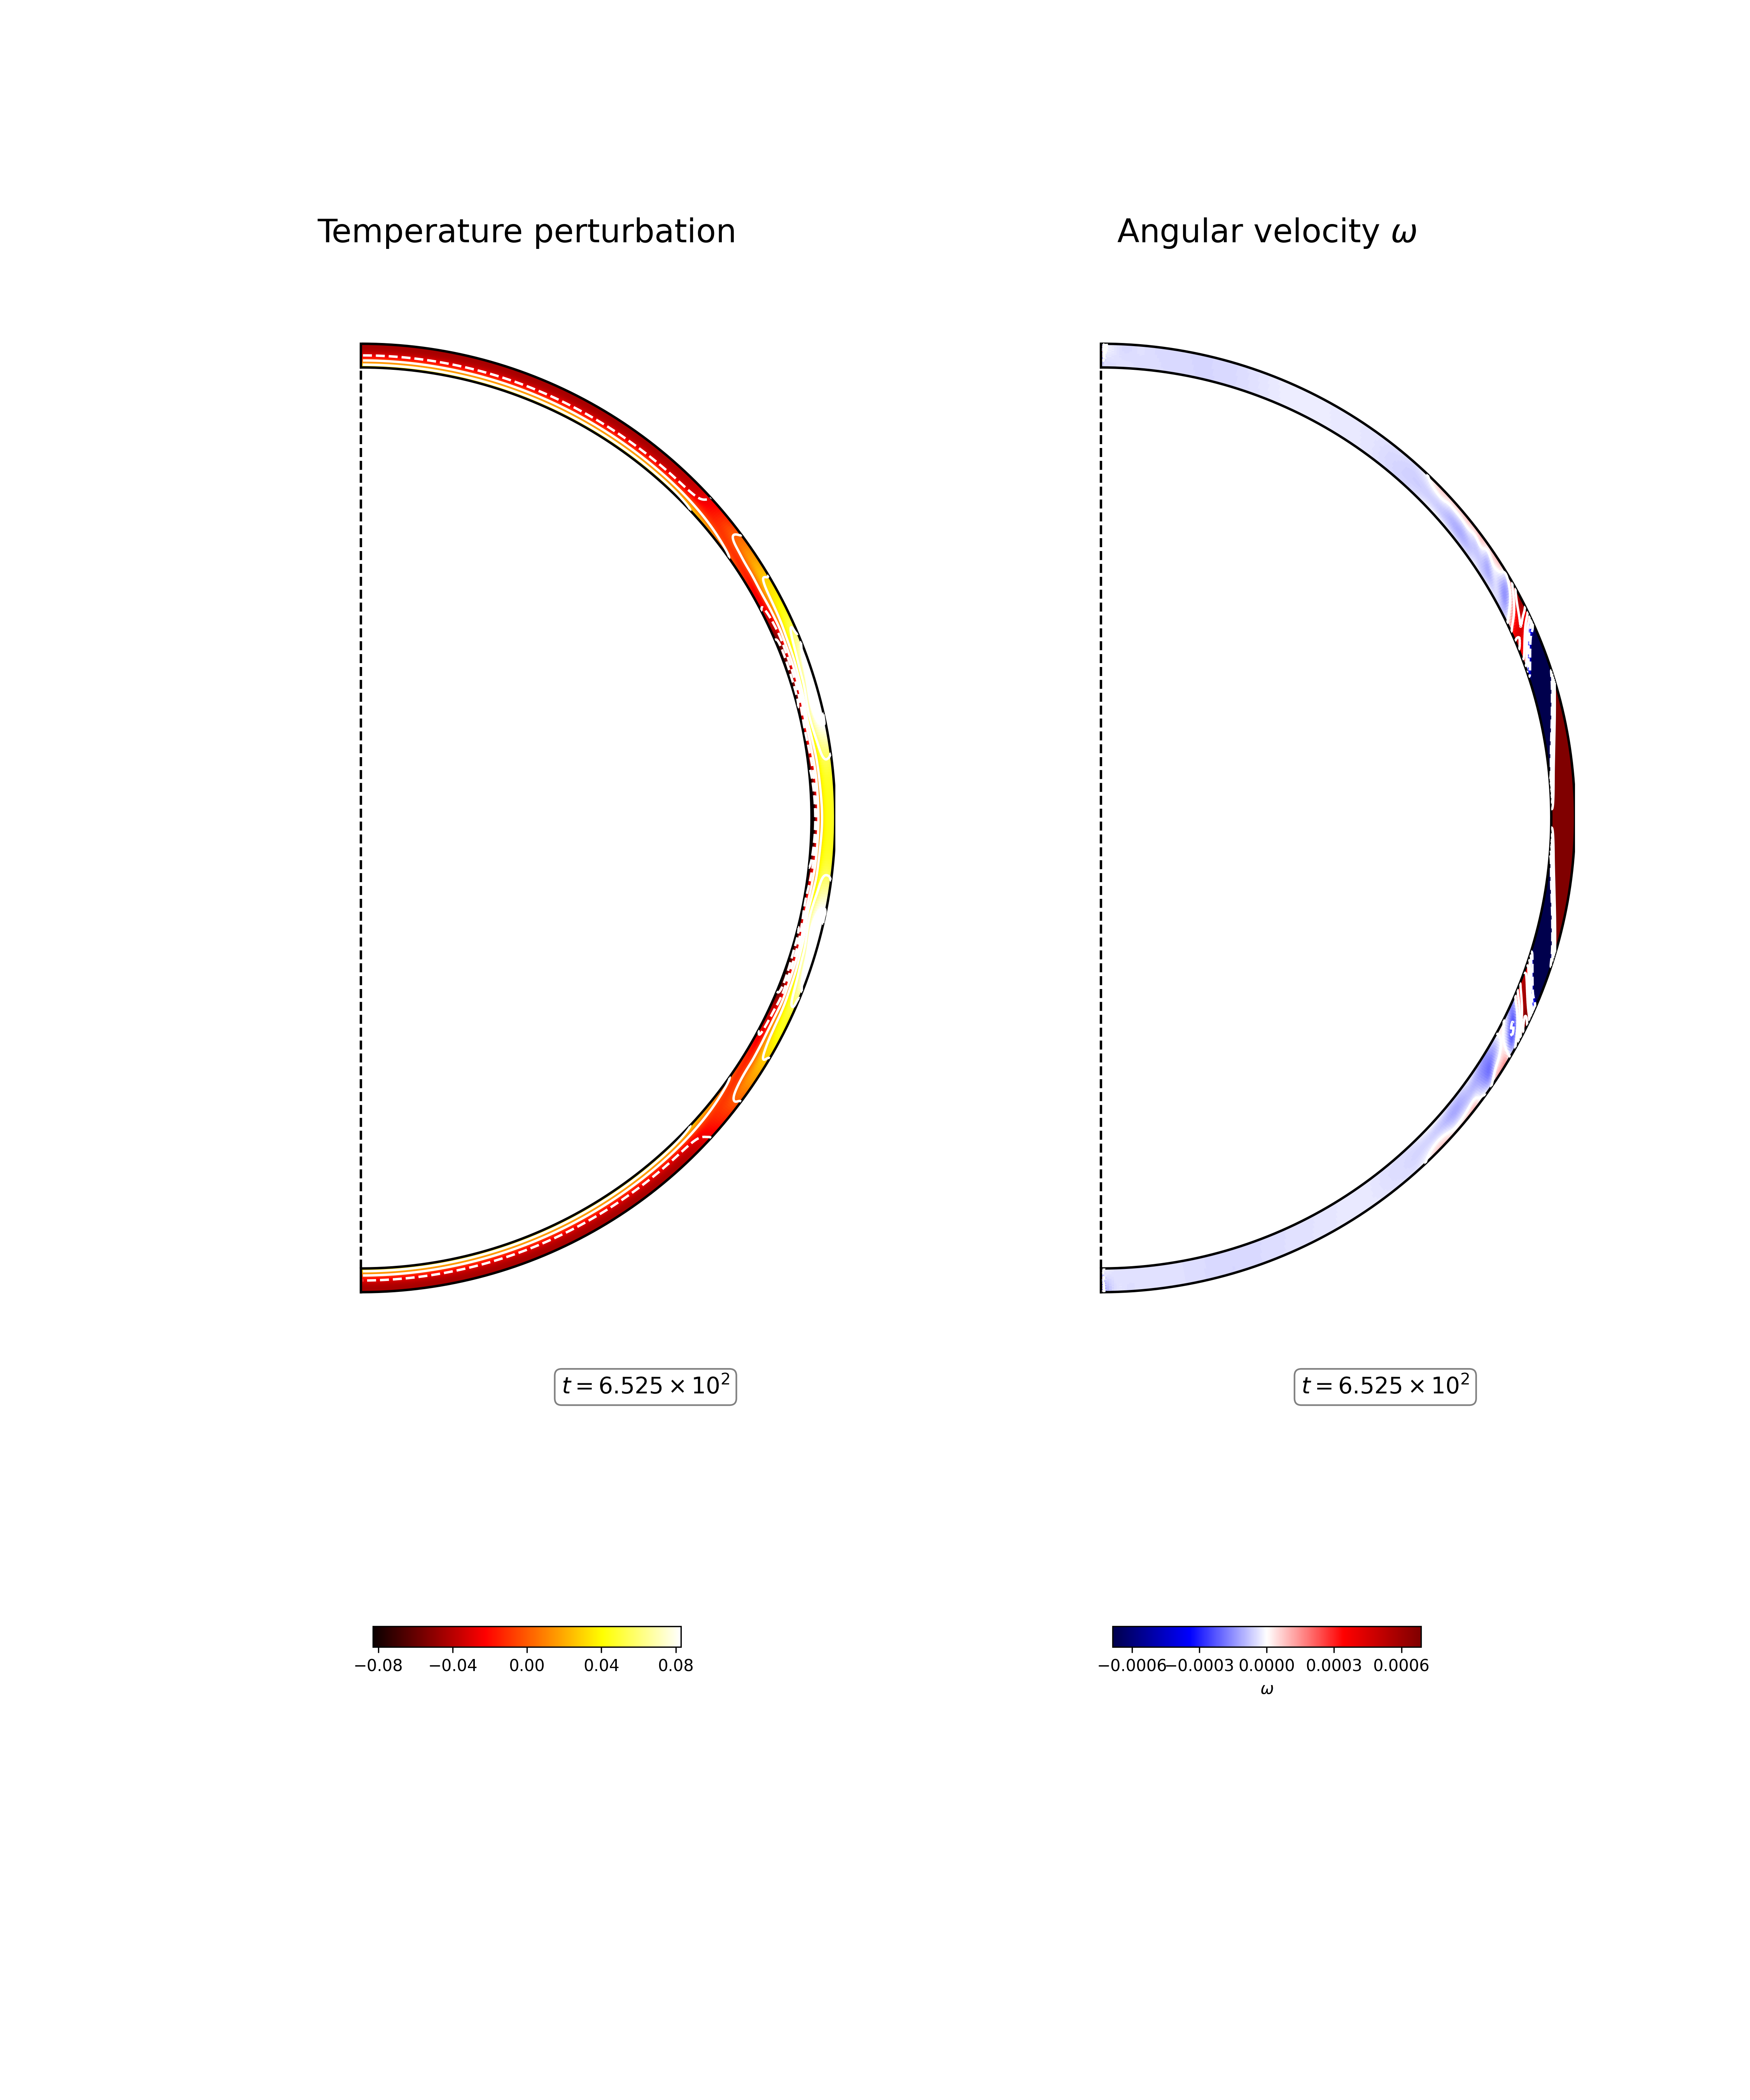 Temperature perturbation
Angular velocity ω
t = 6.525 × 10²
t = 6.525 × 10²
−0.08 −0.04 0.00 0.04 0.08
−0.0006 −0.0003 0.0000 0.0003 0.0006
ω